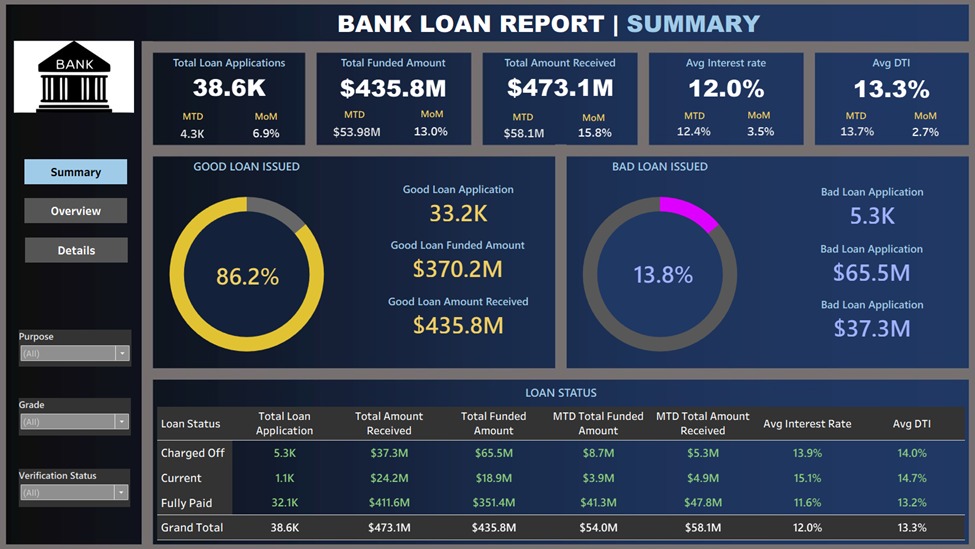 BANK LOAN REPORT | SUMMARY
BANK
Summary
Overview
Details
Purpose
(All)
Grade
(All)
Verification Status
(All)
Total Loan Applications
38.6K
MTD MoM
4.3K 6.9%
Total Funded Amount
$435.8M
MTD MoM
$53.98M 13.0%
Total Amount Received
$473.1M
MTD MoM
$58.1M 15.8%
Avg Interest rate
12.0%
MTD MoM
12.4% 3.5%
Avg DTI
13.3%
MTD MoM
13.7% 2.7%
GOOD LOAN ISSUED
86.2%
Good Loan Application
33.2K
Good Loan Funded Amount
$370.2M
Good Loan Amount Received
$435.8M
BAD LOAN ISSUED
13.8%
Bad Loan Application
5.3K
Bad Loan Application
$65.5M
Bad Loan Application
$37.3M
LOAN STATUS
Loan Status Total Loan Application Total Amount Received Total Funded Amount MTD Total Funded Amount MTD Total Amount Received Avg Interest Rate Avg DTI
Charged Off 5.3K $37.3M $65.5M $8.7M $5.3M 13.9% 14.0%
Current 1.1K $24.2M $18.9M $3.9M $4.9M 15.1% 14.7%
Fully Paid 32.1K $411.6M $351.4M $41.3M $47.8M 11.6% 13.2%
Grand Total 38.6K $473.1M $435.8M $54.0M $58.1M 12.0% 13.3%